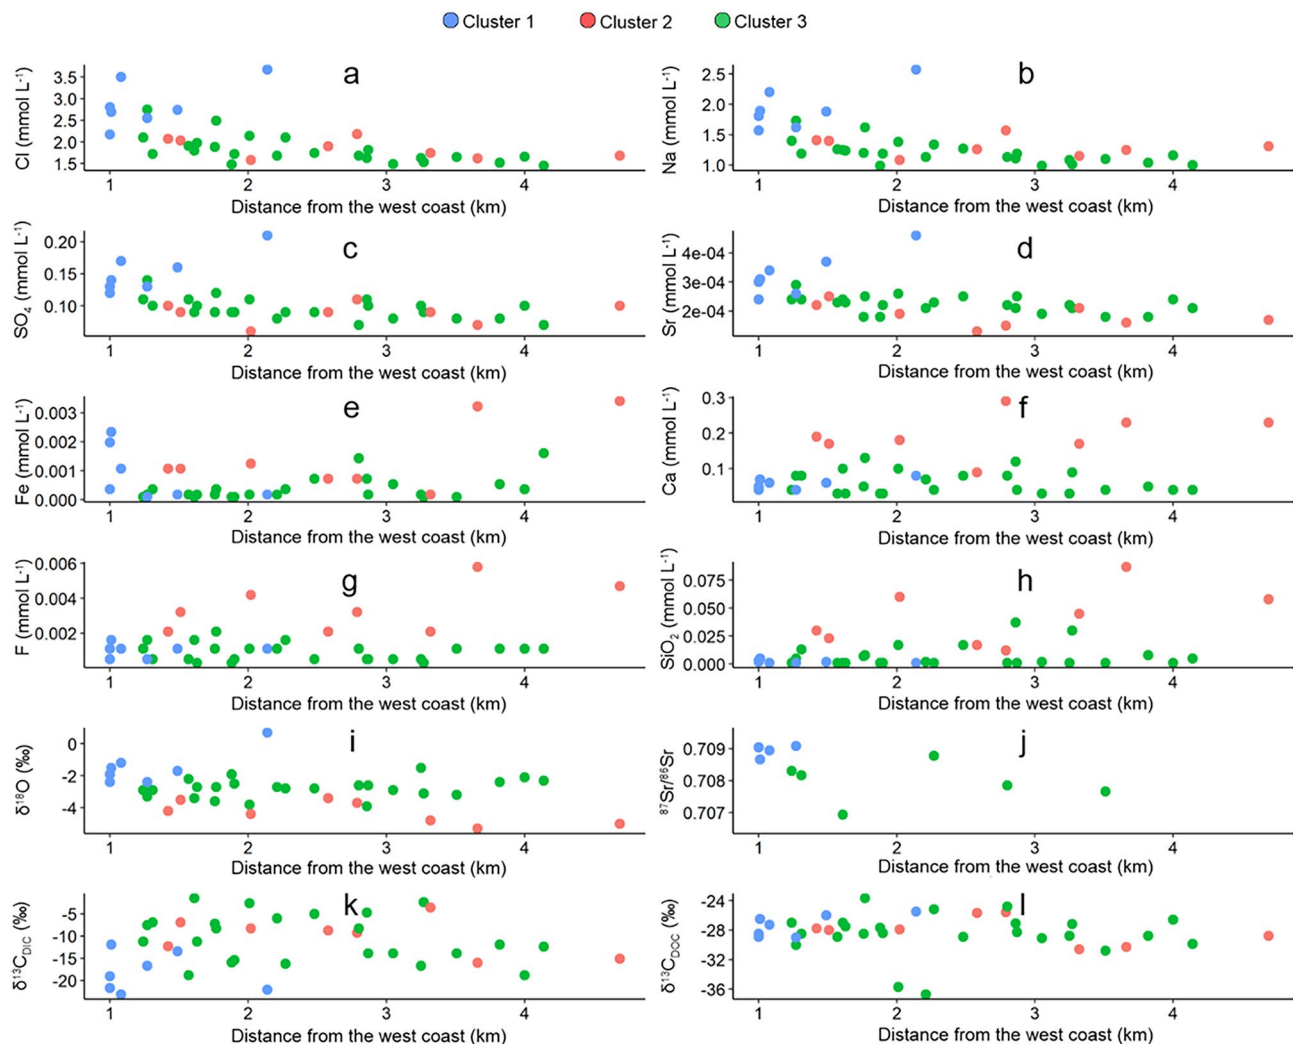 Cluster 1 Cluster 2 Cluster 3
a
Cl (mmol L⁻¹)
3.5
3.0
2.5
2.0
1.5
1 2 3 4
Distance from the west coast (km)
b
Na (mmol L⁻¹)
2.5
2.0
1.5
1.0
1 2 3 4
Distance from the west coast (km)
c
SO₄ (mmol L⁻¹)
0.20
0.15
0.10
1 2 3 4
Distance from the west coast (km)
d
Sr (mmol L⁻¹)
4e-04
3e-04
2e-04
1 2 3 4
Distance from the west coast (km)
e
Fe (mmol L⁻¹)
0.003
0.002
0.001
0.000
1 2 3 4
Distance from the west coast (km)
f
Ca (mmol L⁻¹)
0.3
0.2
0.1
1 2 3 4
Distance from the west coast (km)
g
F (mmol L⁻¹)
0.006
0.004
0.002
1 2 3 4
Distance from the west coast (km)
h
SiO₂ (mmol L⁻¹)
0.075
0.050
0.025
0.000
1 2 3 4
Distance from the west coast (km)
i
δ¹⁸O (‰)
0
-2
-4
1 2 3 4
Distance from the west coast (km)
j
⁸⁷Sr/⁸⁶Sr
0.709
0.708
0.707
1 2 3 4
Distance from the west coast (km)
k
δ¹³C_DIC (‰)
-5
-10
-15
-20
1 2 3 4
Distance from the west coast (km)
l
δ¹³C_DOC (‰)
-24
-28
-32
-36
1 2 3 4
Distance from the west coast (km)